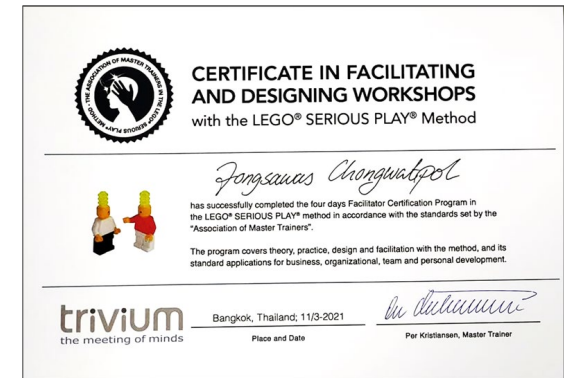 THE ASSOCIATION OF MASTER TRAINERS IN THE LEGO® SERIOUS PLAY® METHOD
CERTIFICATE IN FACILITATING
AND DESIGNING WORKSHOPS
with the LEGO® SERIOUS PLAY® Method
Chongwatpol
has successfully completed the four days Facilitator Certification Program in
the LEGO® SERIOUS PLAY® method in accordance with the standards set by the
"Association of Master Trainers".
The program covers theory, practice, design and facilitation with the method, and its
standard applications for business, organizational, team and personal development.
trivium
the meeting of minds
Bangkok, Thailand; 11/3-2021
Place and Date
Per Kristiansen, Master Trainer